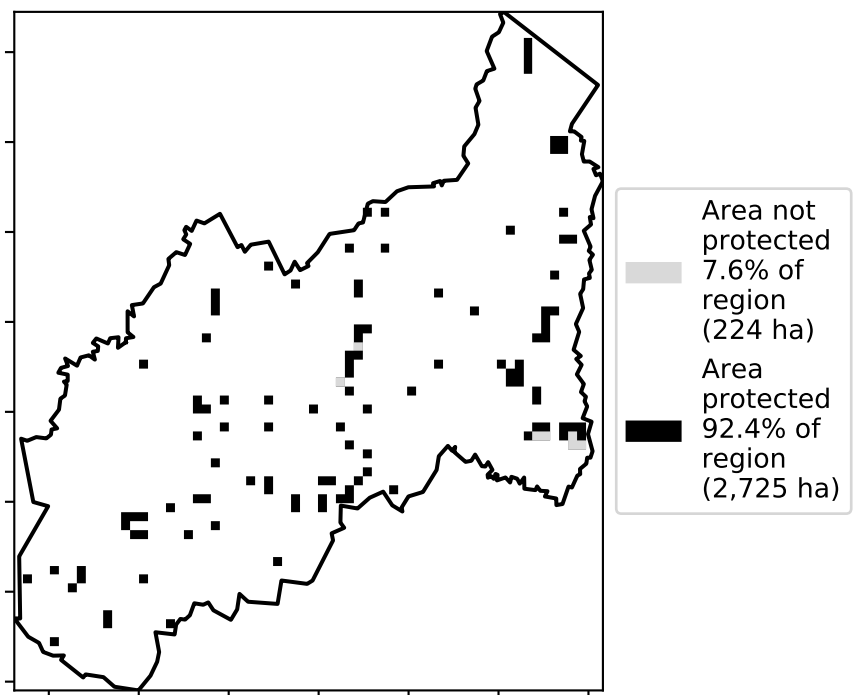 Area not
protected
7.6% of
region
(224 ha)
Area
protected
92.4% of
region
(2,725 ha)